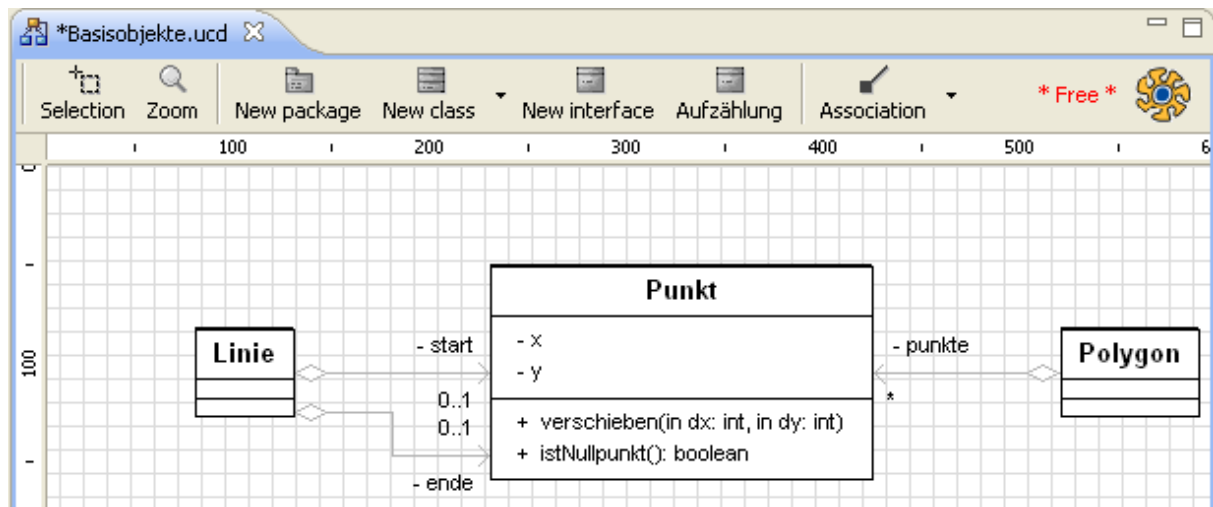 *Basisobjekte.ucd
Selection Zoom New package New class New interface Aufzählung Association * Free *
100 200 300 400 500 6
0
100
Punkt
- x
- y
+ verschieben(in dx: int, in dy: int)
+ istNullpunkt(): boolean
Linie
- start
0..1
0..1
- ende
- punkte
*
Polygon